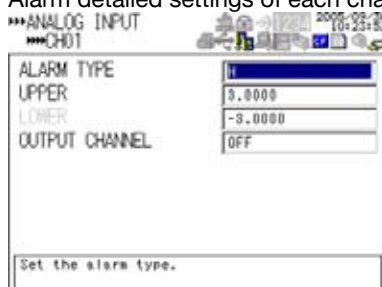 Alarm detailed settings of each cha
ANALOG INPUT
CH01
ALARM TYPE H
UPPER 3.0000
LOWER -3.0000
OUTPUT CHANNEL OFF
Set the alarm type.